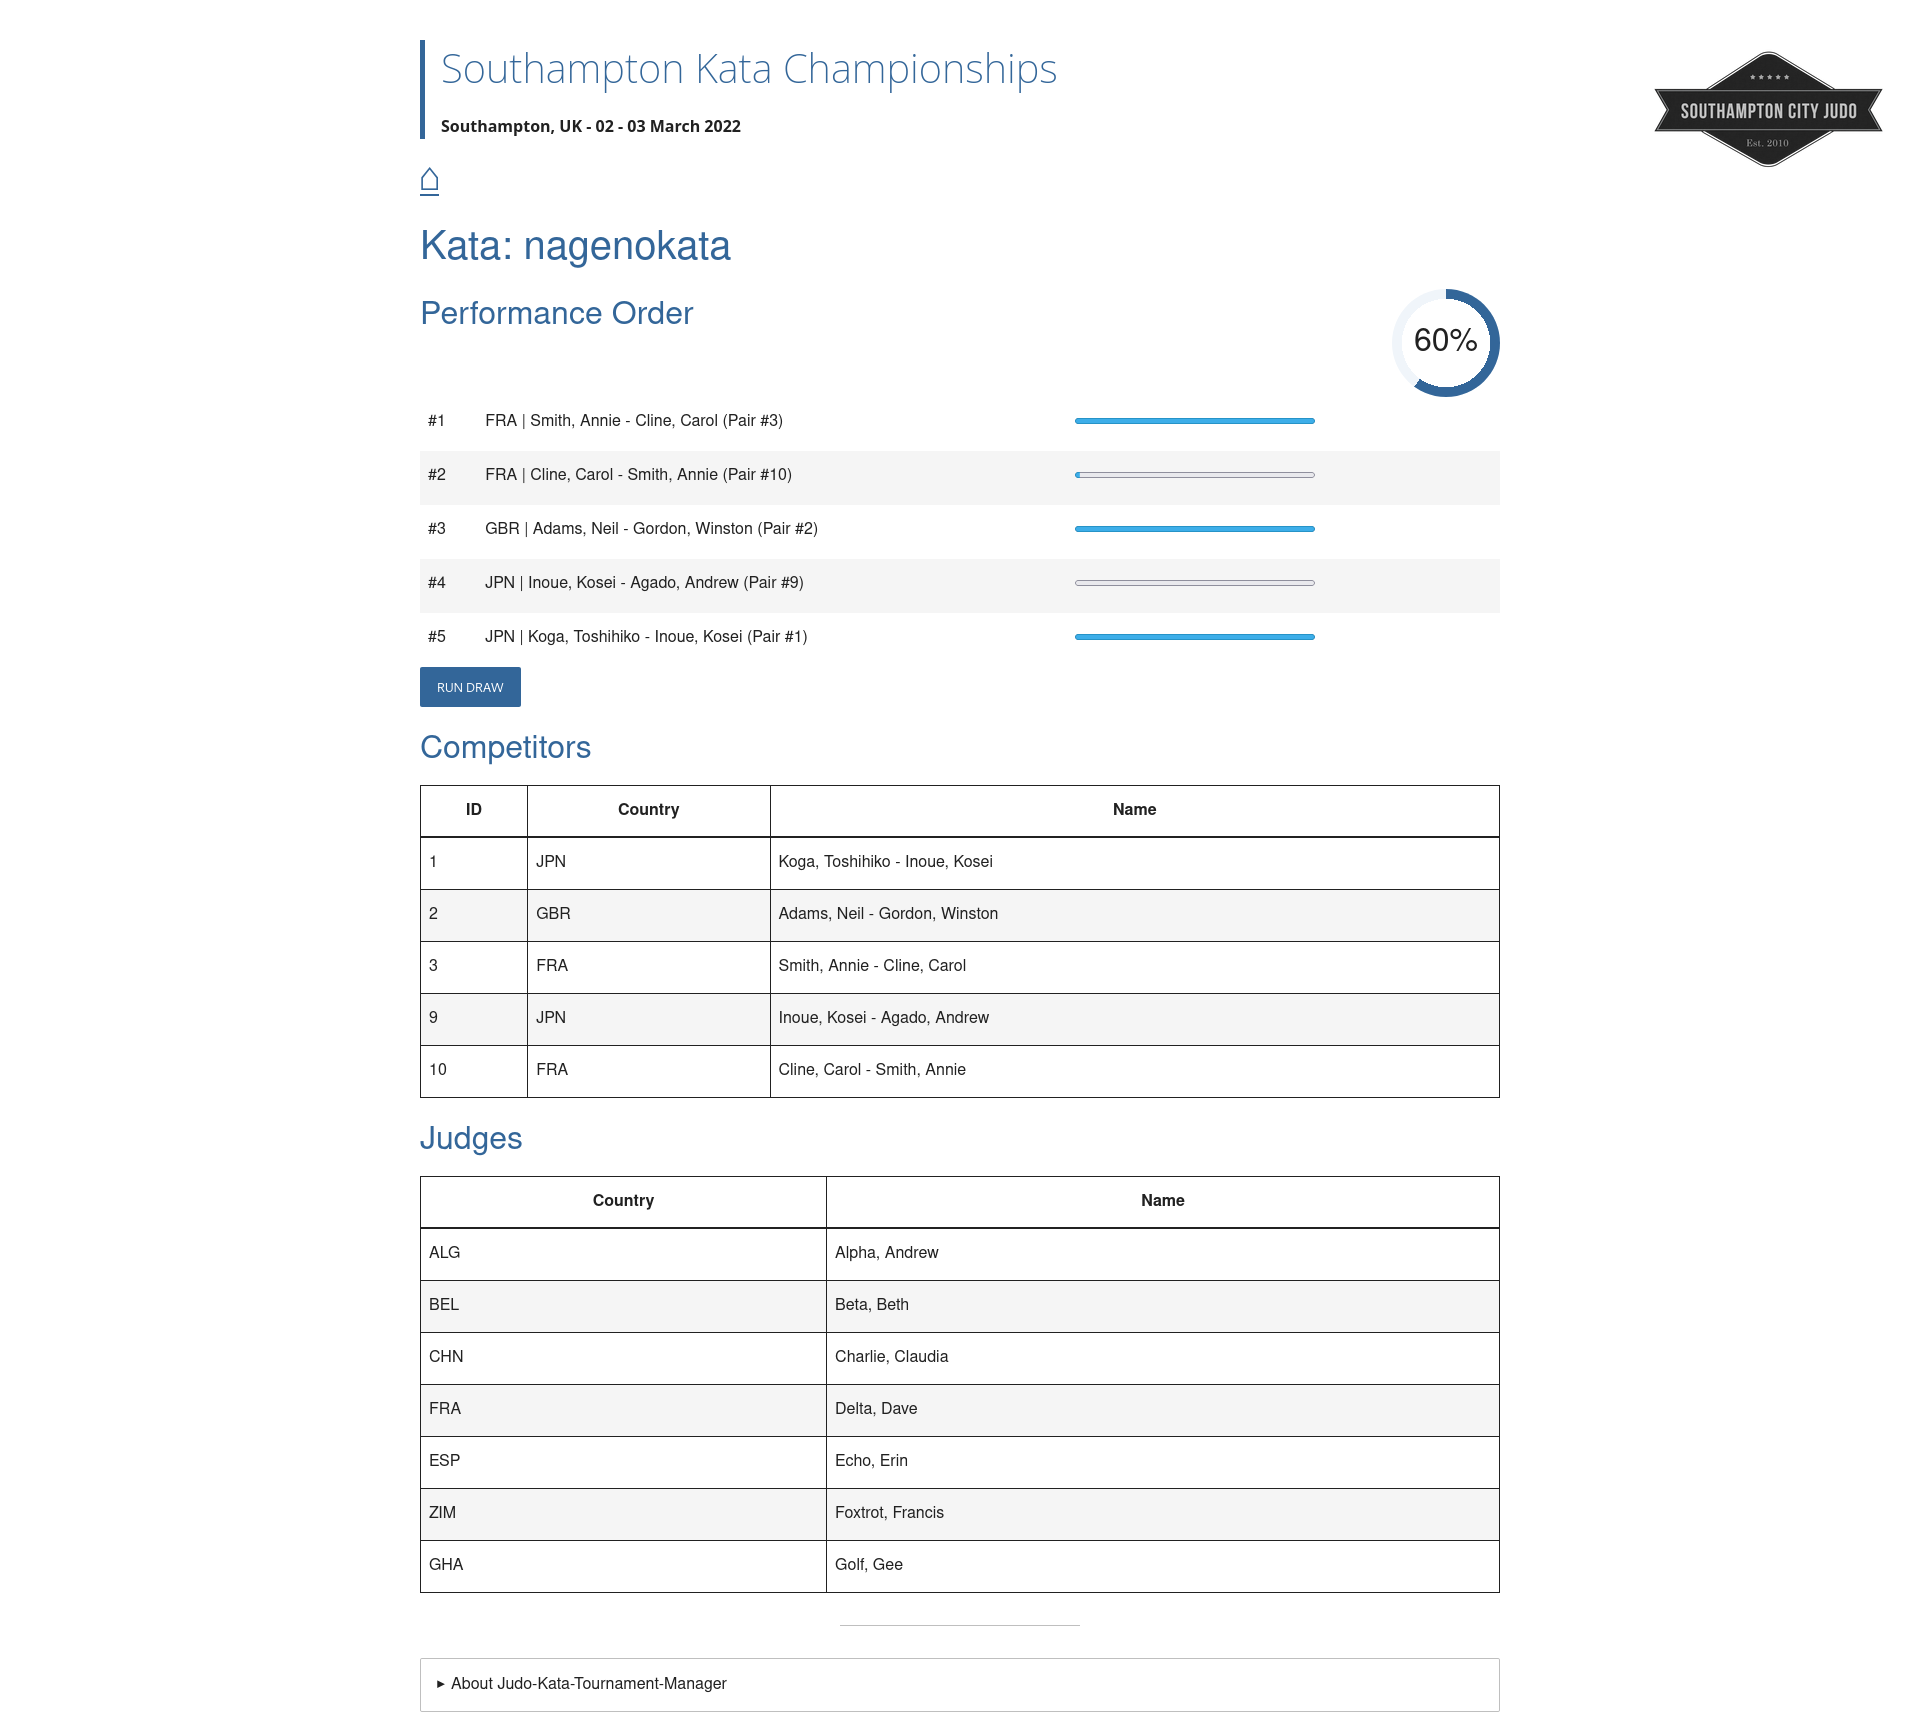 Southampton Kata Championships
Southampton, UK - 02 - 03 March 2022
SOUTHAMPTON CITY JUDO
Est. 2010
Kata: nagenokata
Performance Order
60%
#1 FRA | Smith, Annie - Cline, Carol (Pair #3)
#2 FRA | Cline, Carol - Smith, Annie (Pair #10)
#3 GBR | Adams, Neil - Gordon, Winston (Pair #2)
#4 JPN | Inoue, Kosei - Agado, Andrew (Pair #9)
#5 JPN | Koga, Toshihiko - Inoue, Kosei (Pair #1)
RUN DRAW
Competitors
ID Country Name
1 JPN Koga, Toshihiko - Inoue, Kosei
2 GBR Adams, Neil - Gordon, Winston
3 FRA Smith, Annie - Cline, Carol
9 JPN Inoue, Kosei - Agado, Andrew
10 FRA Cline, Carol - Smith, Annie
Judges
Country Name
ALG Alpha, Andrew
BEL Beta, Beth
CHN Charlie, Claudia
FRA Delta, Dave
ESP Echo, Erin
ZIM Foxtrot, Francis
GHA Golf, Gee
▸ About Judo-Kata-Tournament-Manager